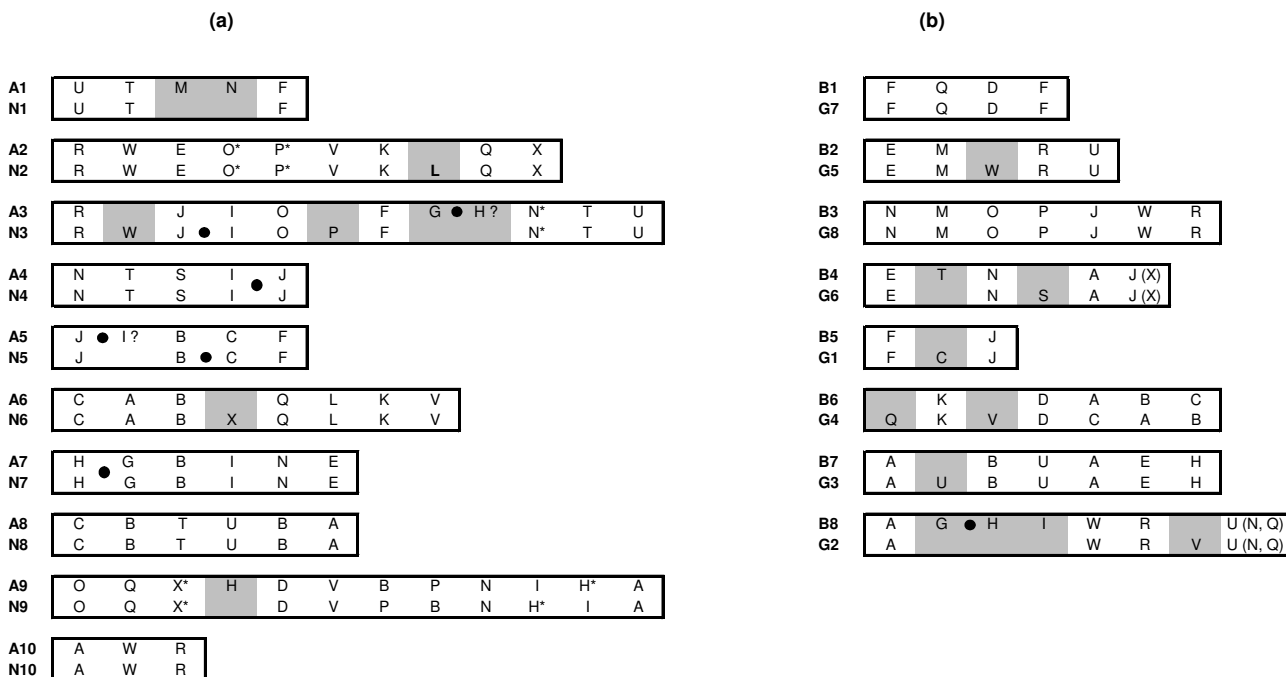 (a)
A1 U T M N F
N1 U T F
A2 R W E O* P* V K Q X
N2 R W E O* P* V K L Q X
A3 R J I O F G ● H ? N* T U
N3 R W J ● I O P F N* T U
A4 N T S I ● J
N4 N T S I J
A5 J ● I ? B C F
N5 J B ● C F
A6 C A B Q L K V
N6 C A B X Q L K V
A7 H ● G B I N E
N7 H G B I N E
A8 C B T U B A
N8 C B T U B A
A9 O Q X* H D V B P N I H* A
N9 O Q X* D V P B N H* I A
A10 A W R
N10 A W R
(b)
B1 F Q D F
G7 F Q D F
B2 E M R U
G5 E M W R U
B3 N M O P J W R
G8 N M O P J W R
B4 E T N A J (X)
G6 E N S A J (X)
B5 F J
G1 F C J
B6 K D A B C
G4 Q K V D C A B
B7 A B U A E H
G3 A U B U A E H
B8 A G ● H I W R U (N, Q)
G2 A W R V U (N, Q)